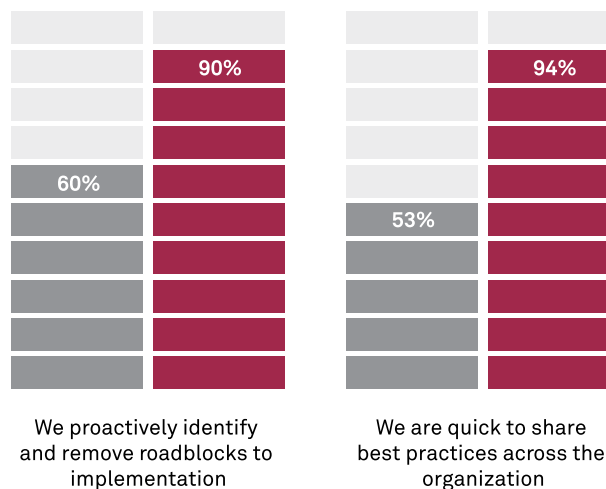 90%
94%
60%
53%
We proactively identify
and remove roadblocks to
implementation
We are quick to share
best practices across the
organization